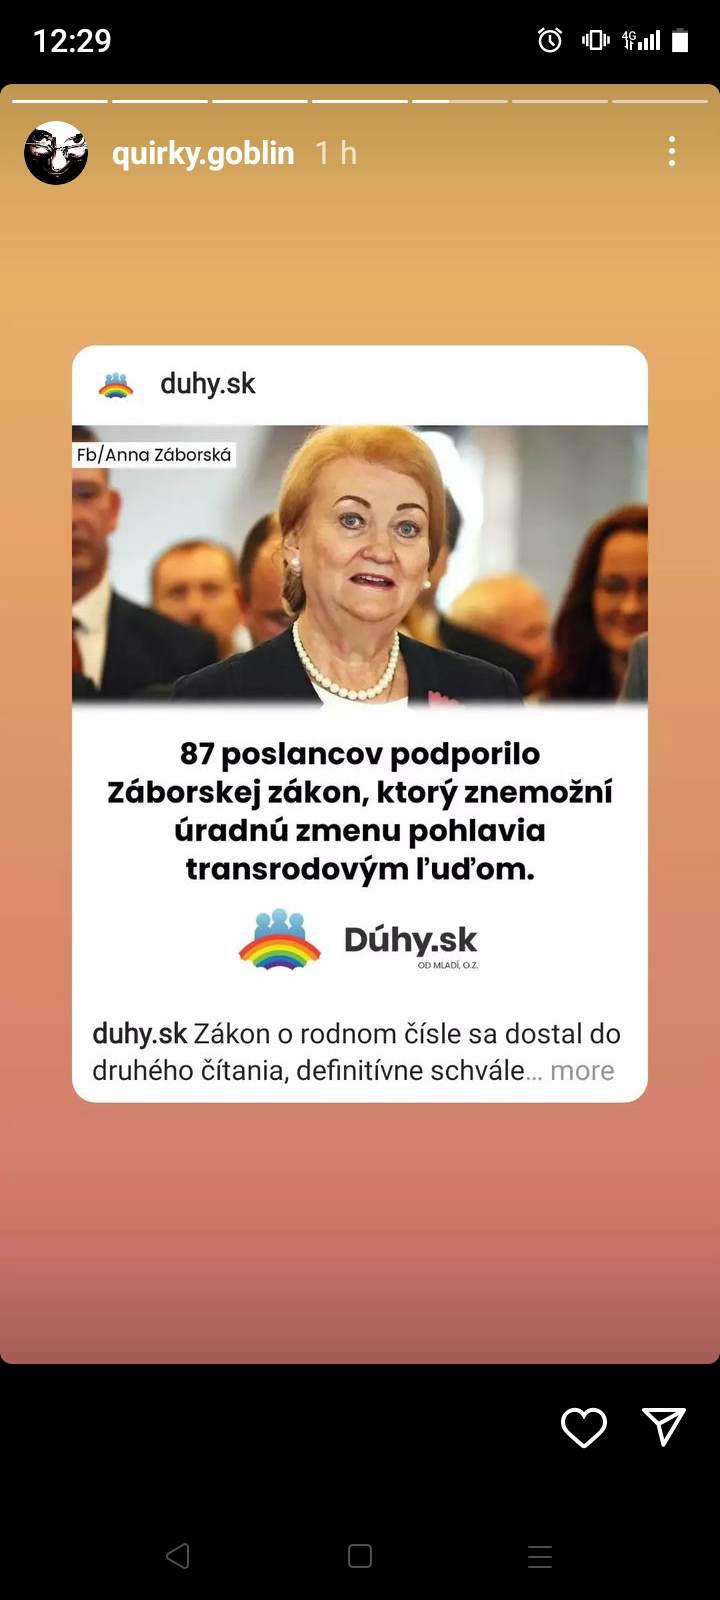 12:29
4G
quirky.goblin 1 h
duhy.sk
Fb/Anna Záborská
87 poslancov podporilo
Záborskej zákon, ktorý znemožní
úradnú zmenu pohlavia
transrodovým ľuďom.
Dúhy.sk
OD MLADÍ, O.Z.
duhy.sk Zákon o rodnom čísle sa dostal do
druhého čítania, definitívne schvále... more